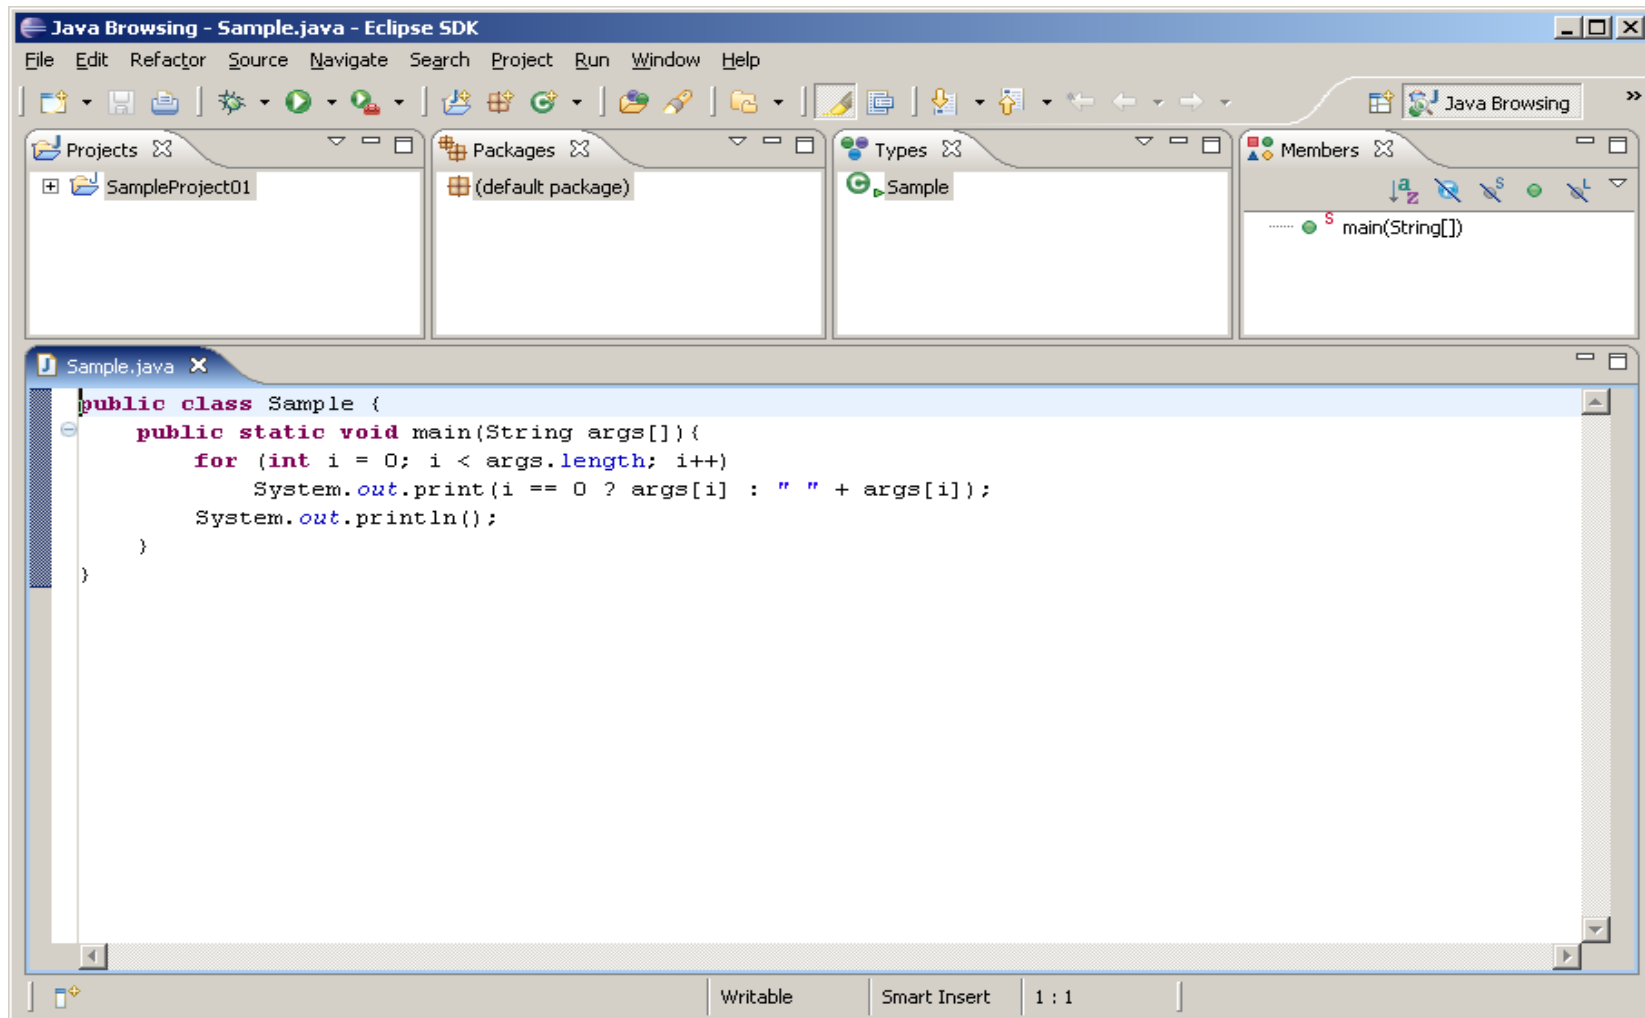 Java Browsing - Sample.java - Eclipse SDK
File Edit Refactor Source Navigate Search Project Run Window Help
Java Browsing »
Projects Packages Types Members
SampleProject01 (default package) Sample
main(String[])
Sample.java
public class Sample {
    public static void main(String args[]){
        for (int i = 0; i < args.length; i++)
            System.out.print(i == 0 ? args[i] : " " + args[i]);
        System.out.println();
    }
}
Writable Smart Insert 1 : 1